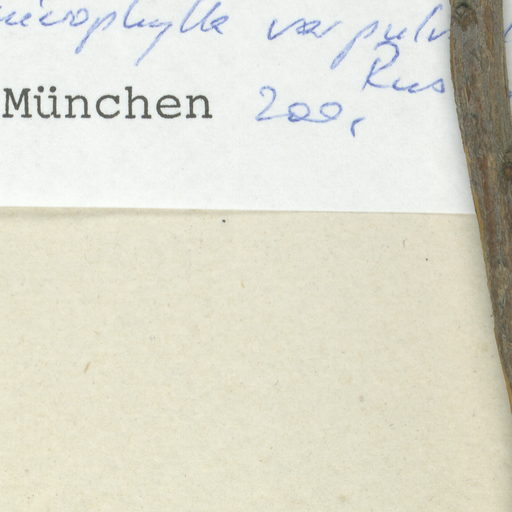 microphylla var pulv
Rus
München 200,